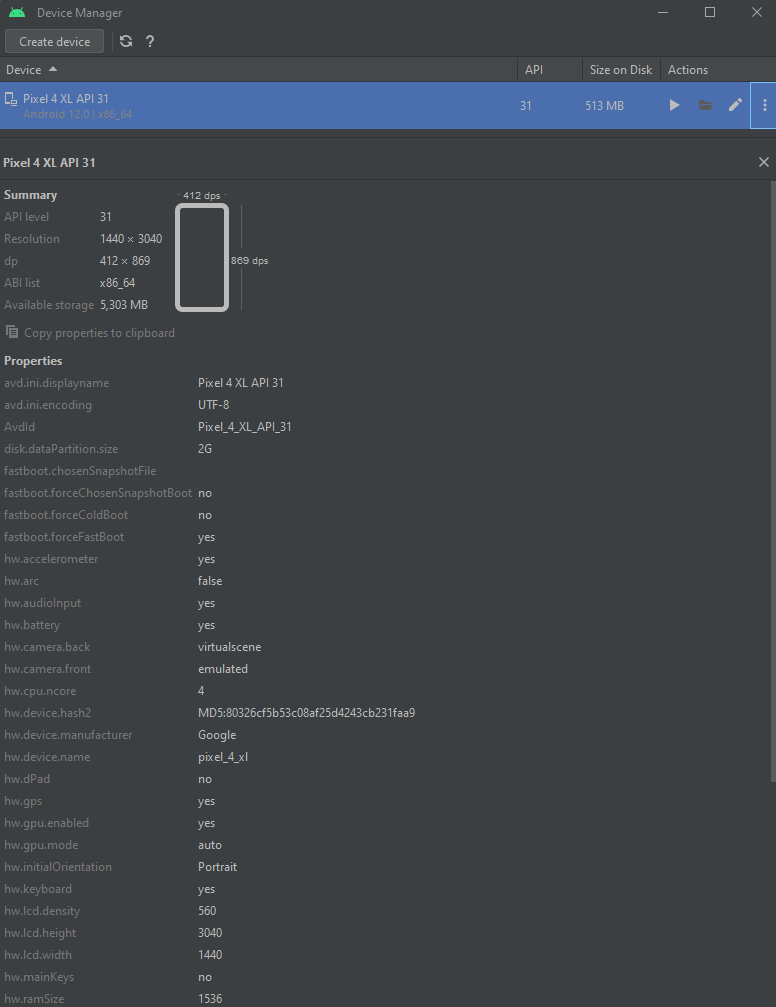 Device Manager
Create device ?
Device API Size on Disk Actions
Pixel 4 XL API 31 31 513 MB
Android 12.0 | x86_64
Pixel 4 XL API 31
Summary 412 dps
API level 31
Resolution 1440 × 3040
dp 412 × 869 869 dps
ABI list x86_64
Available storage 5,303 MB
Copy properties to clipboard
Properties
avd.ini.displayname Pixel 4 XL API 31
avd.ini.encoding UTF-8
AvdId Pixel_4_XL_API_31
disk.dataPartition.size 2G
fastboot.chosenSnapshotFile
fastboot.forceChosenSnapshotBoot no
fastboot.forceColdBoot no
fastboot.forceFastBoot yes
hw.accelerometer yes
hw.arc false
hw.audioInput yes
hw.battery yes
hw.camera.back virtualscene
hw.camera.front emulated
hw.cpu.ncore 4
hw.device.hash2 MD5:80326cf5b53c08af25d4243cb231faa9
hw.device.manufacturer Google
hw.device.name pixel_4_xl
hw.dPad no
hw.gps yes
hw.gpu.enabled yes
hw.gpu.mode auto
hw.initialOrientation Portrait
hw.keyboard yes
hw.lcd.density 560
hw.lcd.height 3040
hw.lcd.width 1440
hw.mainKeys no
hw.ramSize 1536